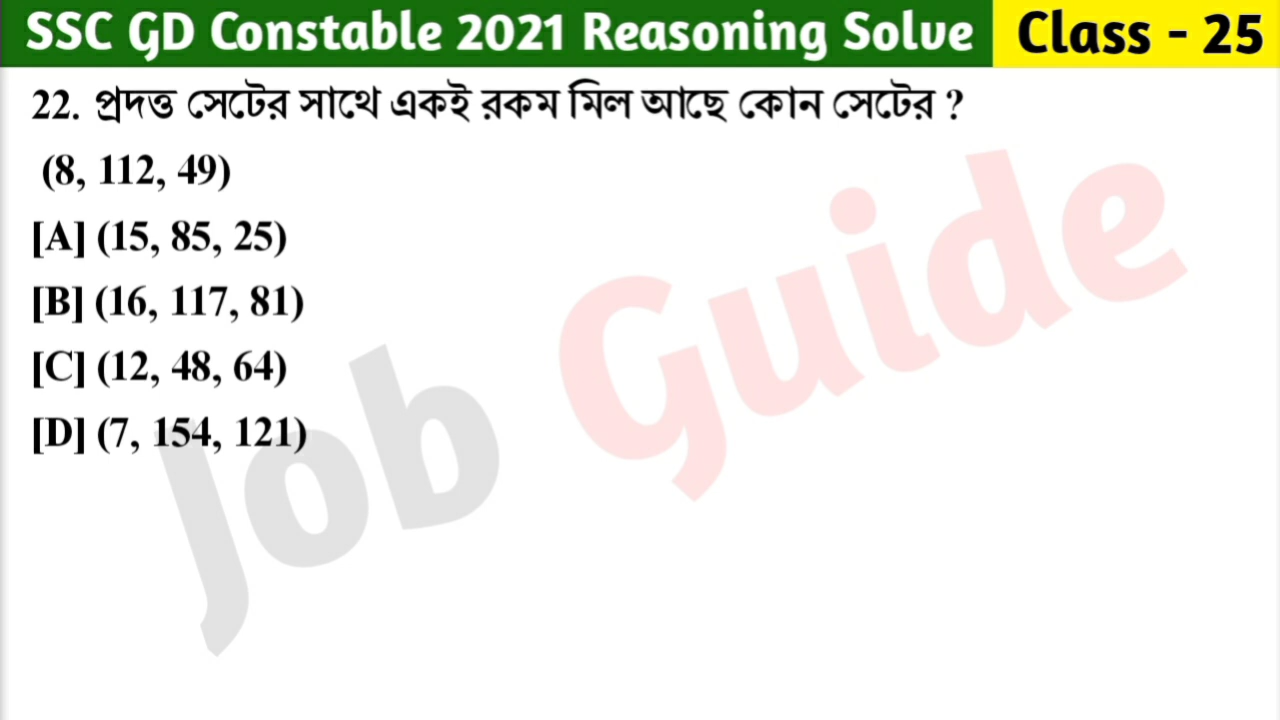 SSC GD Constable 2021 Reasoning Solve Class - 25
22. প্রদত্ত সেটের সাথে একই রকম মিল আছে কোন সেটের ?
(8, 112, 49)
[A] (15, 85, 25)
[B] (16, 117, 81)
[C] (12, 48, 64)
[D] (7, 154, 121)
Job Guide